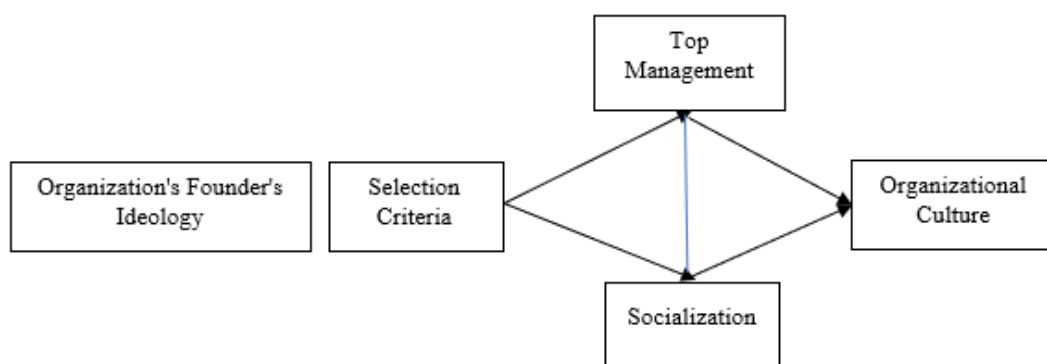 Top
Management
Organization's Founder's
Ideology
Selection
Criteria
Organizational
Culture
Socialization